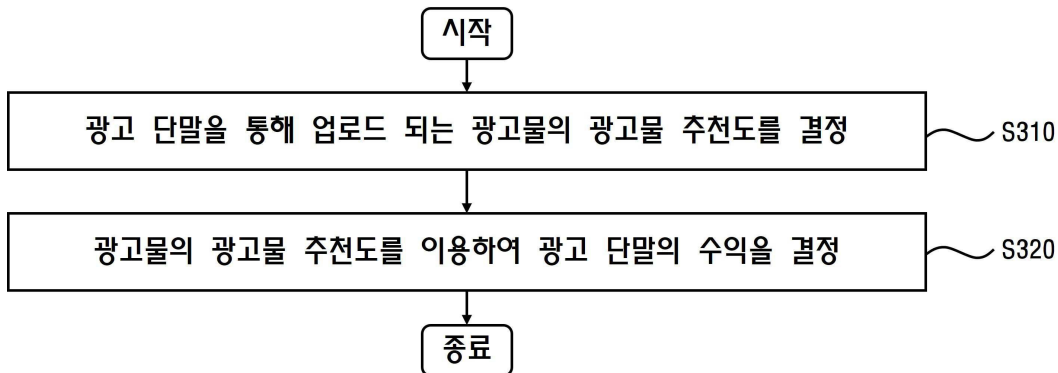 시작
광고 단말을 통해 업로드 되는 광고물의 광고물 추천도를 결정
S310
광고물의 광고물 추천도를 이용하여 광고 단말의 수익을 결정
S320
종료